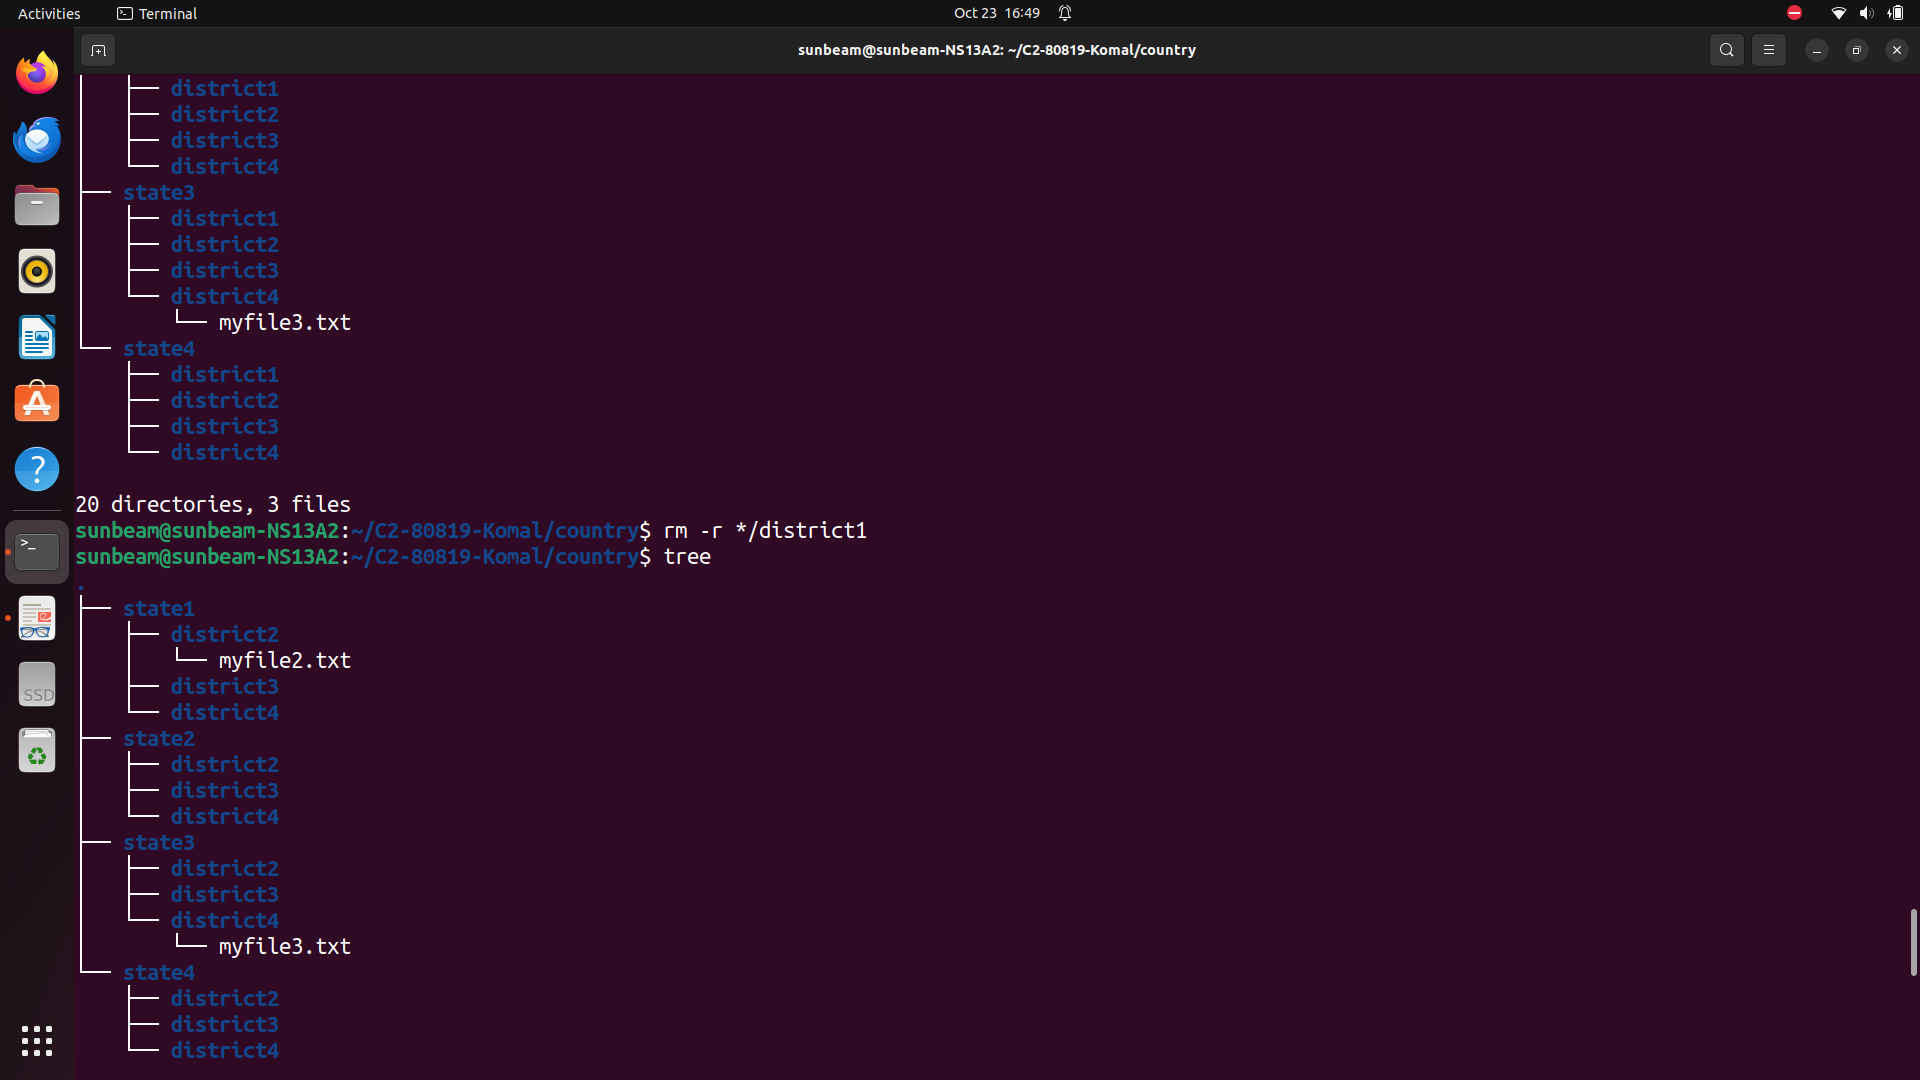 Activities Terminal Oct 23 16:49
sunbeam@sunbeam-NS13A2: ~/C2-80819-Komal/country
├── district1
├── district2
├── district3
└── district4
├── state3
├── district1
├── district2
├── district3
└── district4
└── myfile3.txt
└── state4
├── district1
├── district2
├── district3
└── district4
20 directories, 3 files
sunbeam@sunbeam-NS13A2:~/C2-80819-Komal/country$ rm -r */district1
sunbeam@sunbeam-NS13A2:~/C2-80819-Komal/country$ tree
.
├── state1
├── district2
└── myfile2.txt
├── district3
└── district4
├── state2
├── district2
├── district3
└── district4
├── state3
├── district2
├── district3
└── district4
└── myfile3.txt
└── state4
├── district2
├── district3
└── district4
SSD